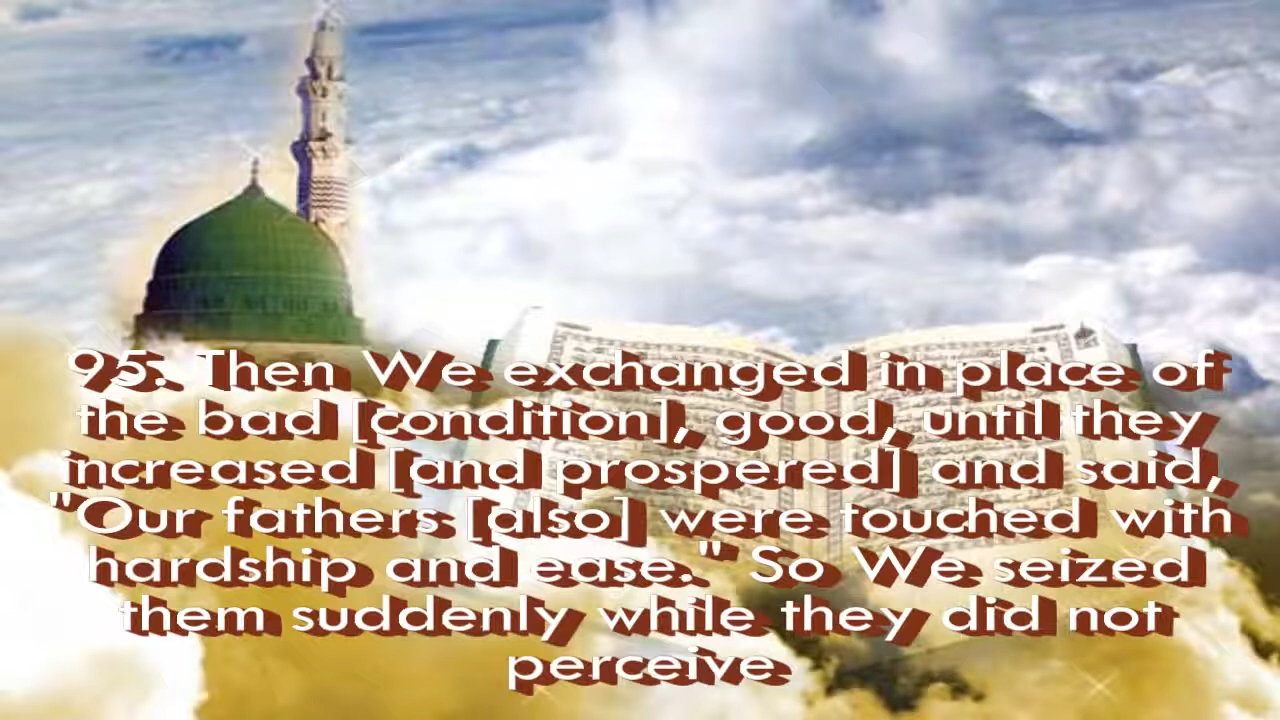 95. Then We exchanged in place of
the bad [condition], good, until they
increased [and prospered] and said,
"Our fathers [also] were touched with
hardship and ease." So We seized
them suddenly while they did not
perceive